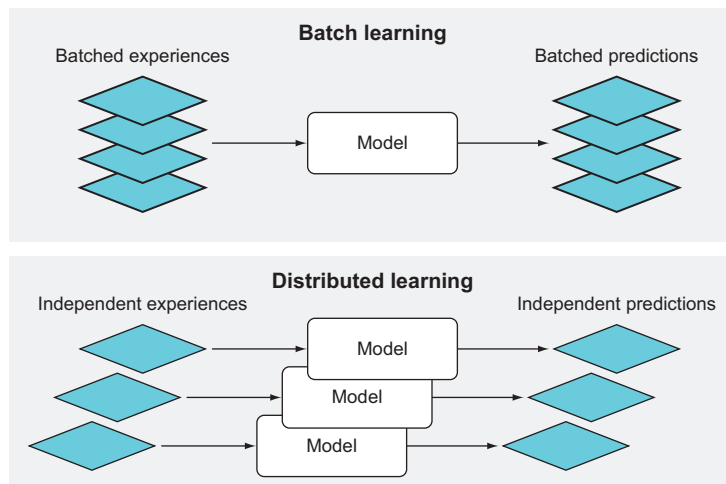 Batch learning
Batched experiences
Batched predictions
Model
Distributed learning
Independent experiences
Independent predictions
Model
Model
Model